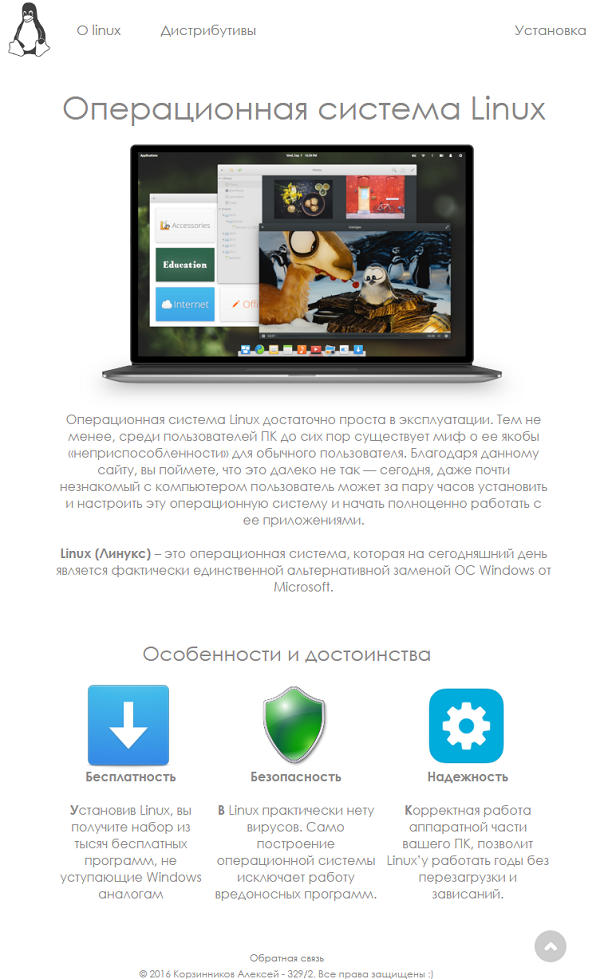 О linux
Дистрибутивы
Установка
Операционная система Linux
Applications
Accessories
Education
Internet
Операционная система Linux достаточно проста в эксплуатации. Тем не
менее, среди пользователей ПК до сих пор существует миф о ее якобы
«неприспособленности» для обычного пользователя. Благодаря данному
сайту, вы поймете, что это далеко не так — сегодня, даже почти
незнакомый с компьютером пользователь может за пару часов установить
и настроить эту операционную систему и начать полноценно работать с
ее приложениями.
Linux (Линукс) – это операционная система, которая на сегодняшний день
является фактически единственной альтернативной заменой ОС Windows от
Microsoft.
Особенности и достоинства
Бесплатность
Установив Linux, вы
получите набор из
тысяч бесплатных
программ, не
уступающие Windows
аналогам
Безопасность
В Linux практически нету
вирусов. Само
построение
операционной системы
исключает работу
вредоносных программ.
Надежность
Корректная работа
аппаратной части
вашего ПК, позволит
Linux'у работать годы без
перезагрузки и
зависаний.
Обратная связь
© 2016 Корзинников Алексей - 329/2. Все права защищены :)